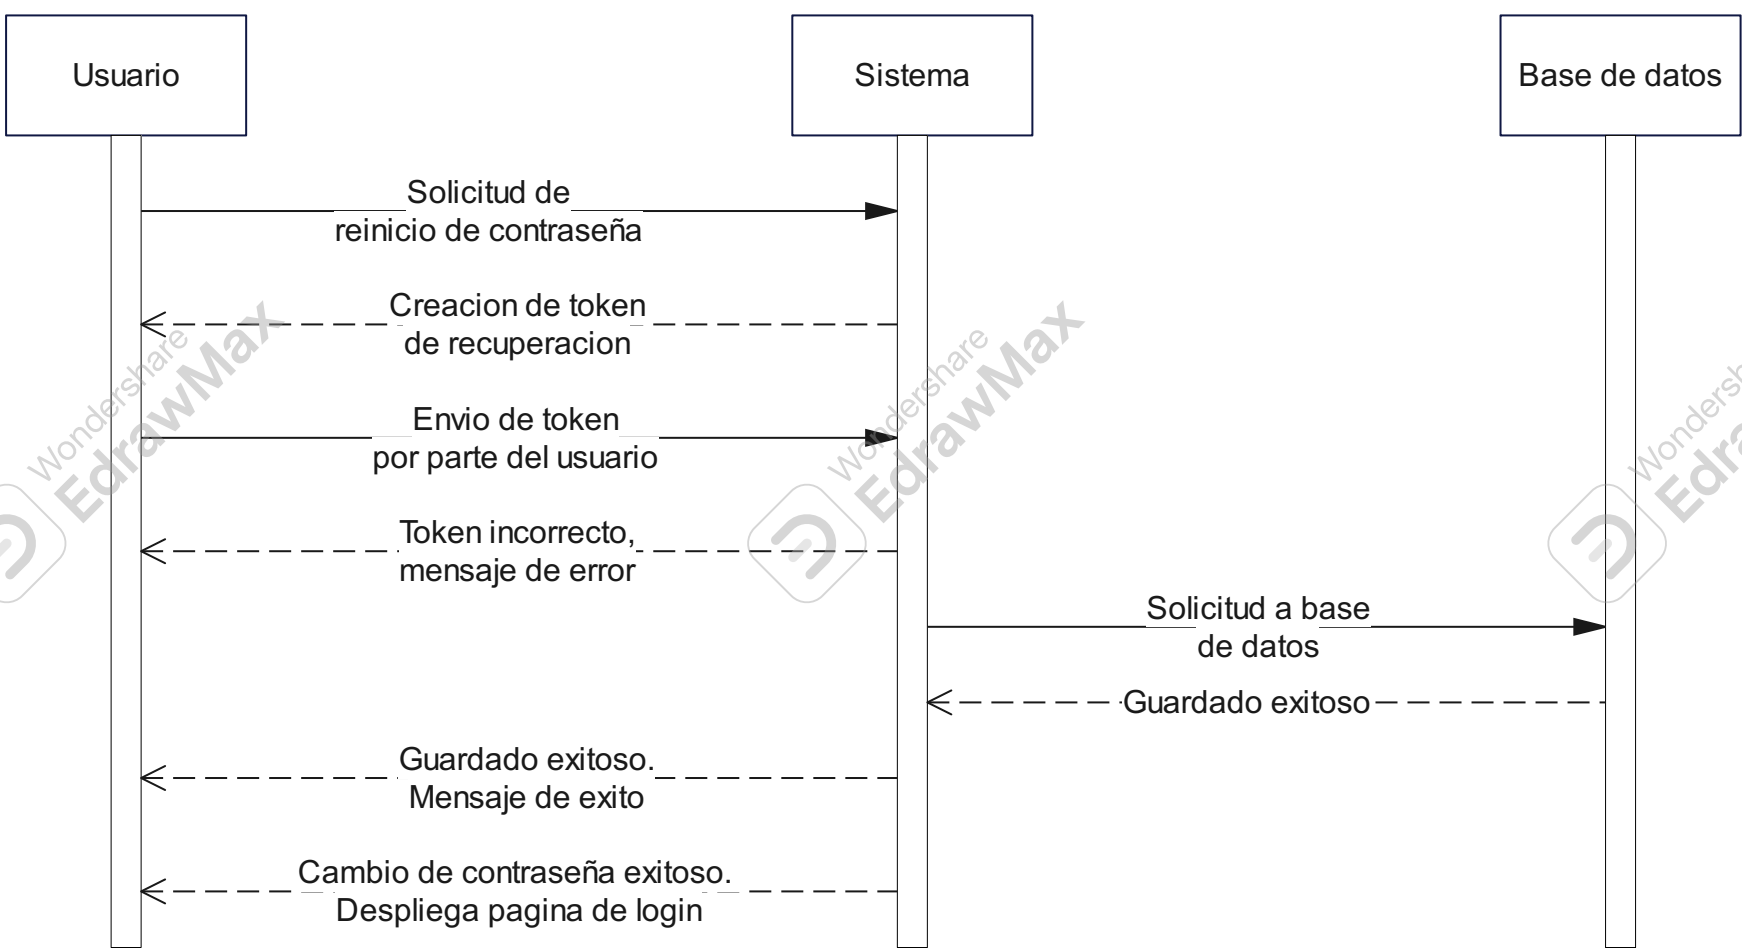 Usuario
Sistema
Base de datos
Solicitud de
reinicio de contraseña
Creacion de token
de recuperacion
Envio de token
por parte del usuario
Token incorrecto,
mensaje de error
Solicitud a base
de datos
Guardado exitoso
Guardado exitoso.
Mensaje de exito
Cambio de contraseña exitoso.
Despliega pagina de login
Wondershare
EdrawMax
Wondershare
EdrawMax
Wondersh
Edra